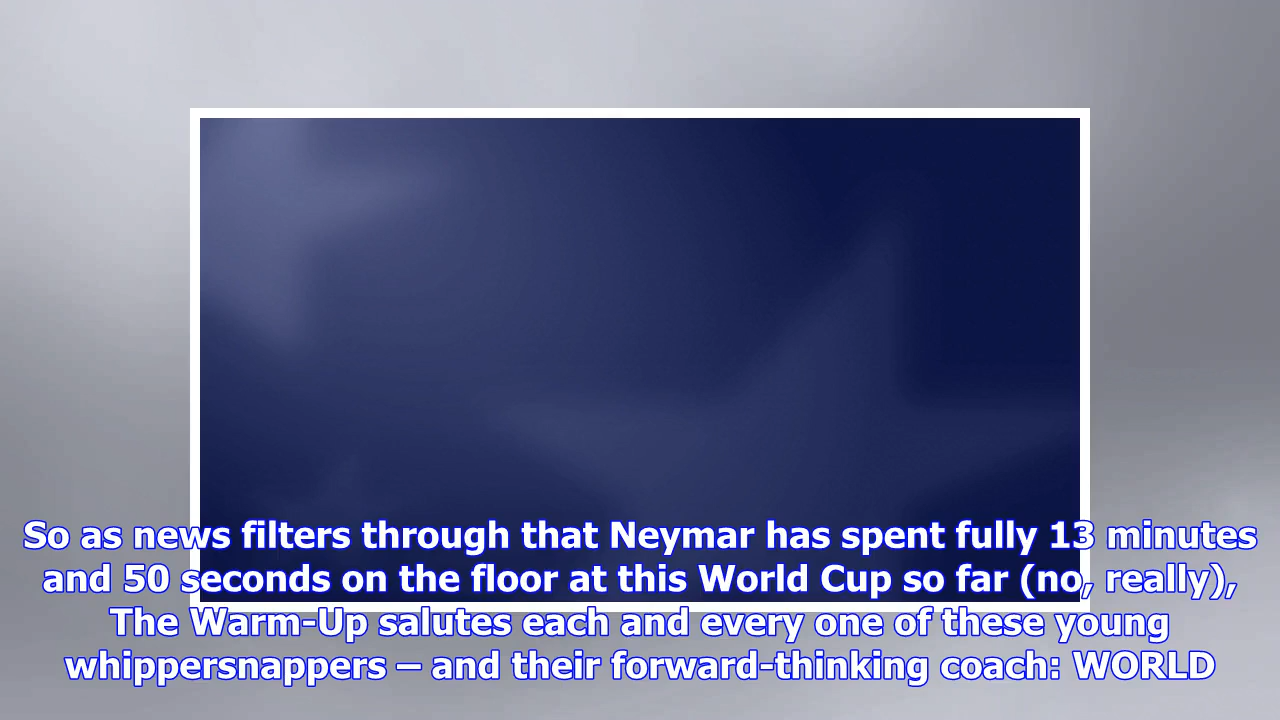 So as news filters through that Neymar has spent fully 13 minutes
and 50 seconds on the floor at this World Cup so far (no, really),
The Warm-Up salutes each and every one of these young
whippersnappers – and their forward-thinking coach: WORLD